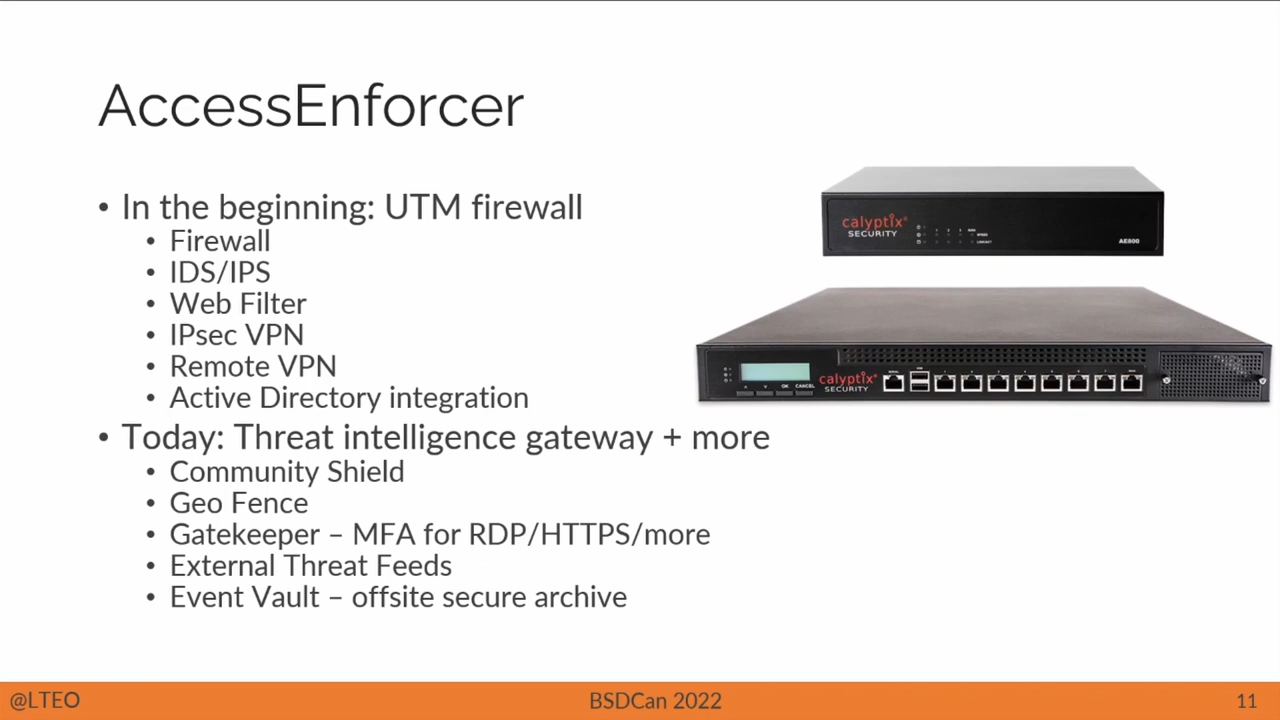 AccessEnforcer
• In the beginning: UTM firewall
• Firewall
• IDS/IPS
• Web Filter
• IPsec VPN
• Remote VPN
• Active Directory integration
• Today: Threat intelligence gateway + more
• Community Shield
• Geo Fence
• Gatekeeper – MFA for RDP/HTTPS/more
• External Threat Feeds
• Event Vault – offsite secure archive
calyptix®
SECURITY
AE800
calyptix®
SECURITY
OK CANCEL
@LTEO
BSDCan 2022
11